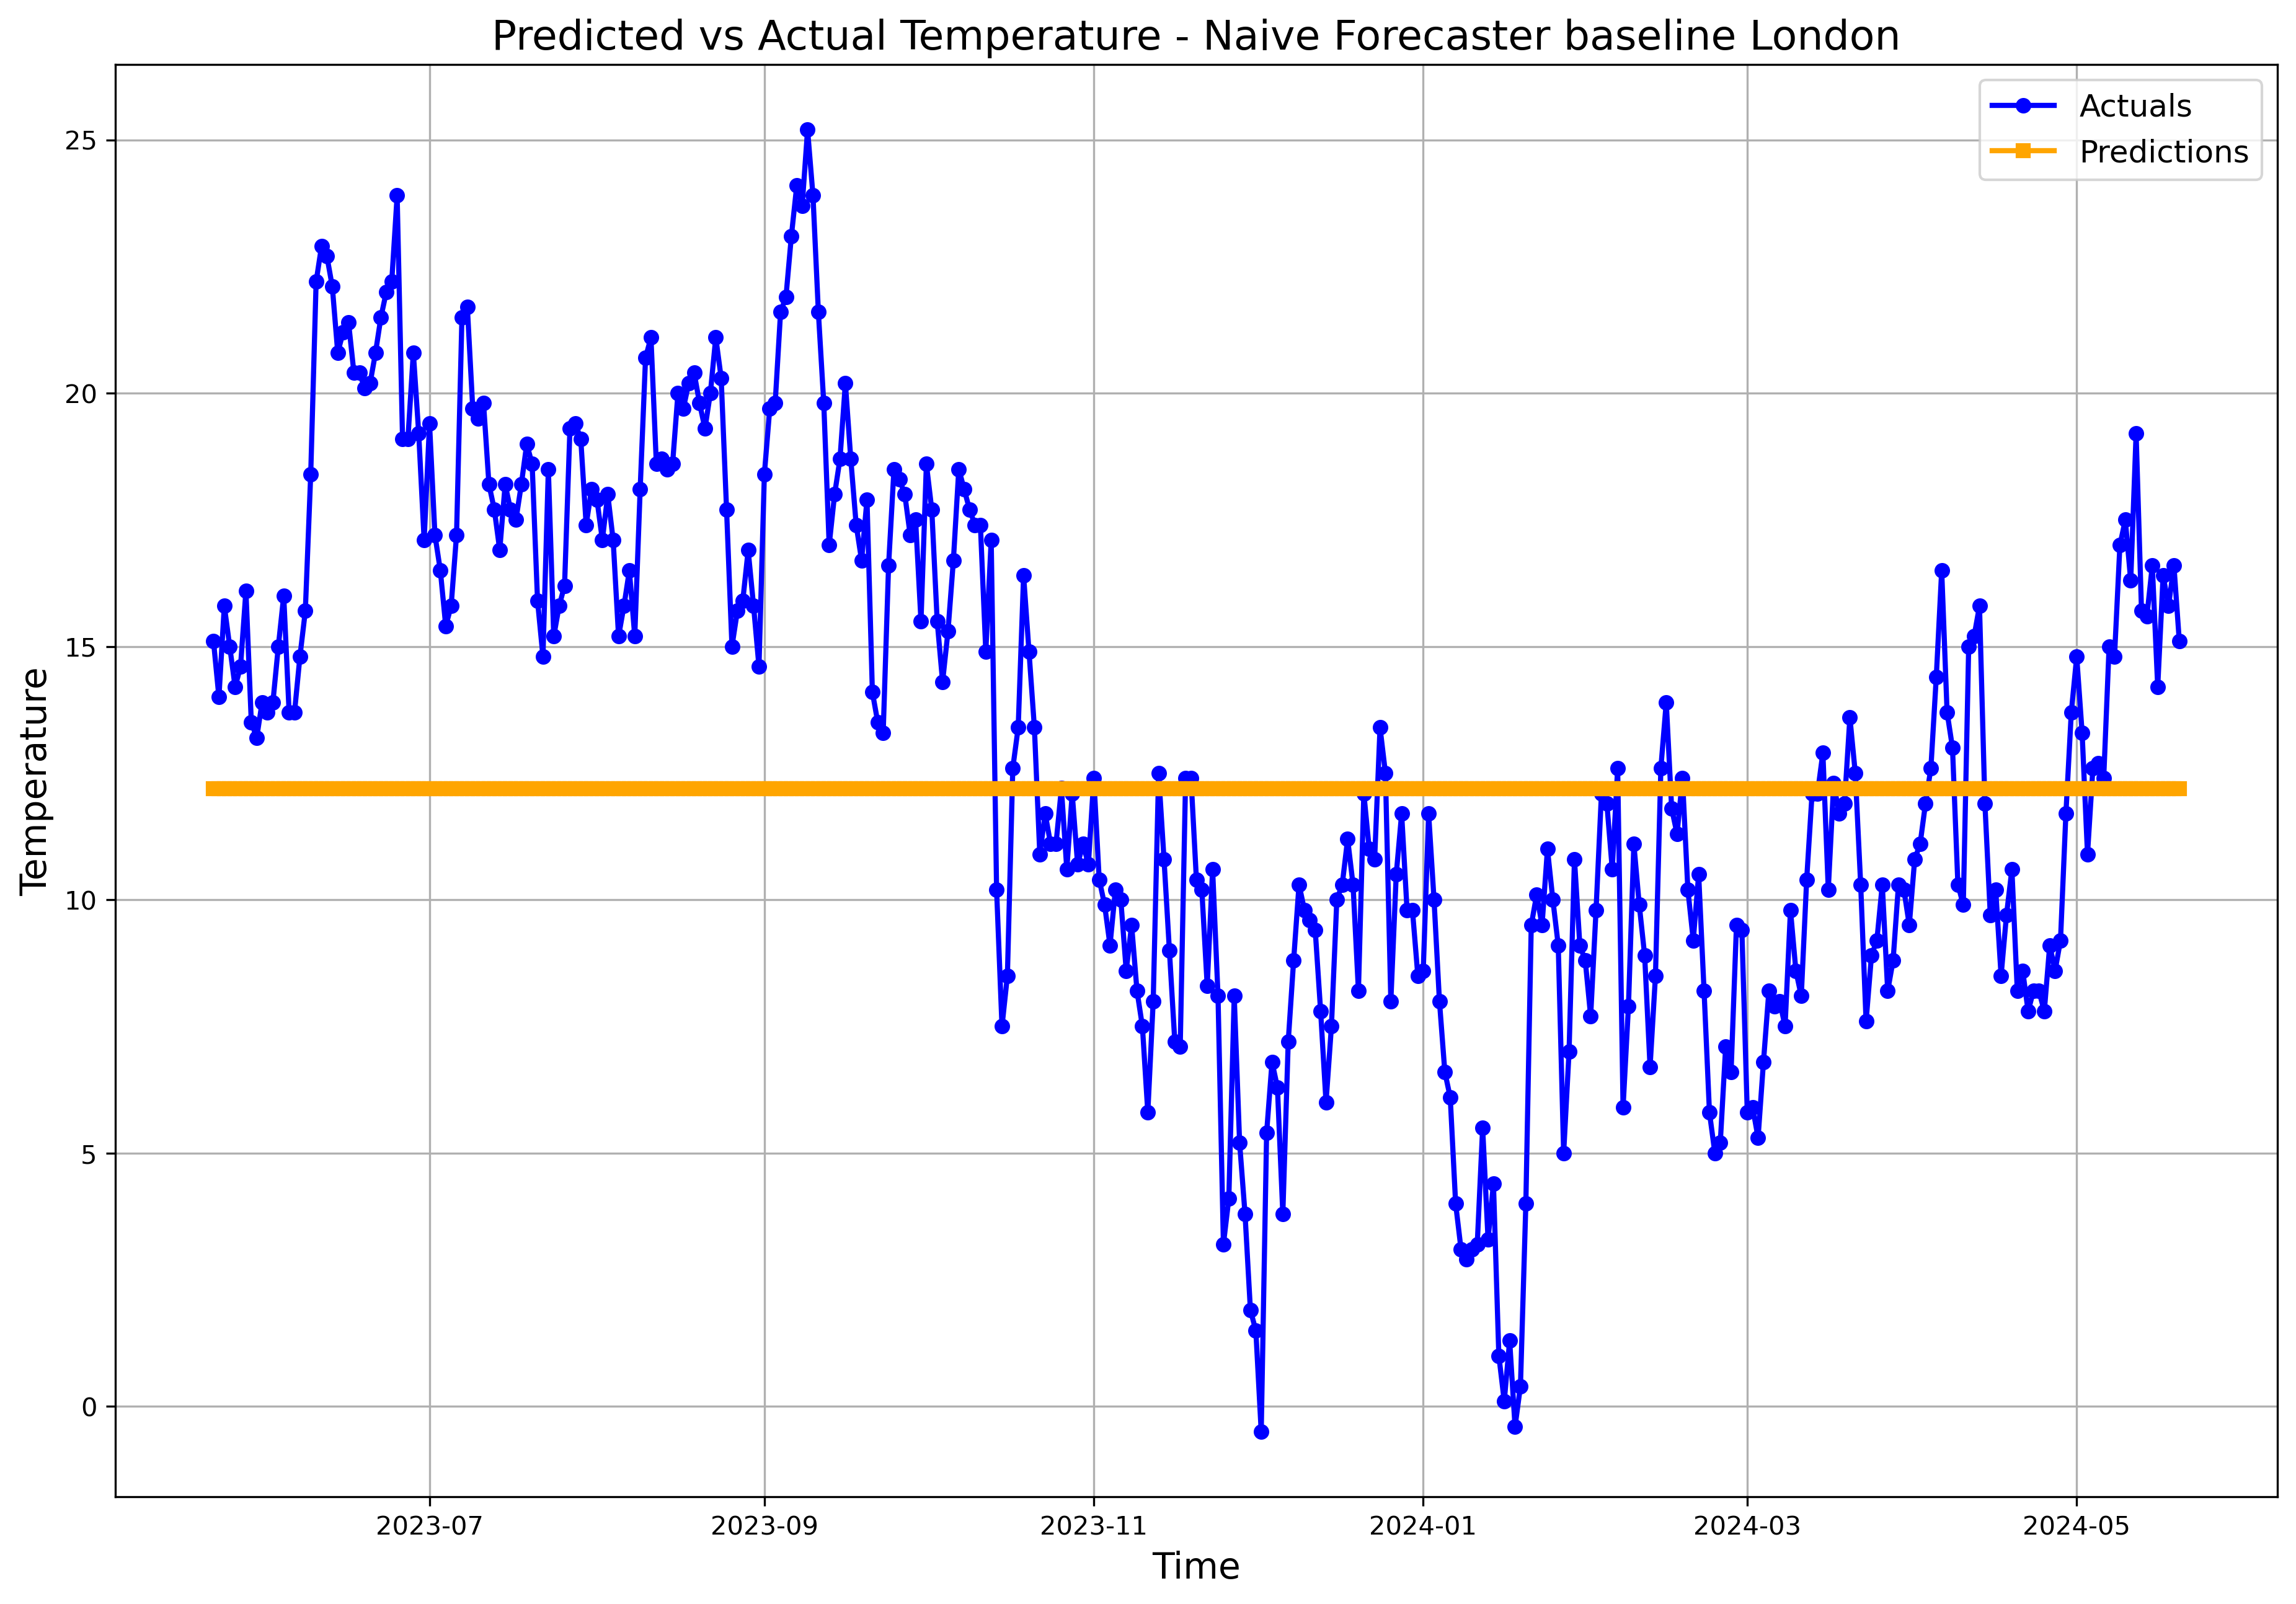 Predicted vs Actual Temperature - Naive Forecaster baseline London
Actuals
Predictions
25
20
15
10
5
0
Temperature
2023-07
2023-09
2023-11
2024-01
2024-03
2024-05
Time